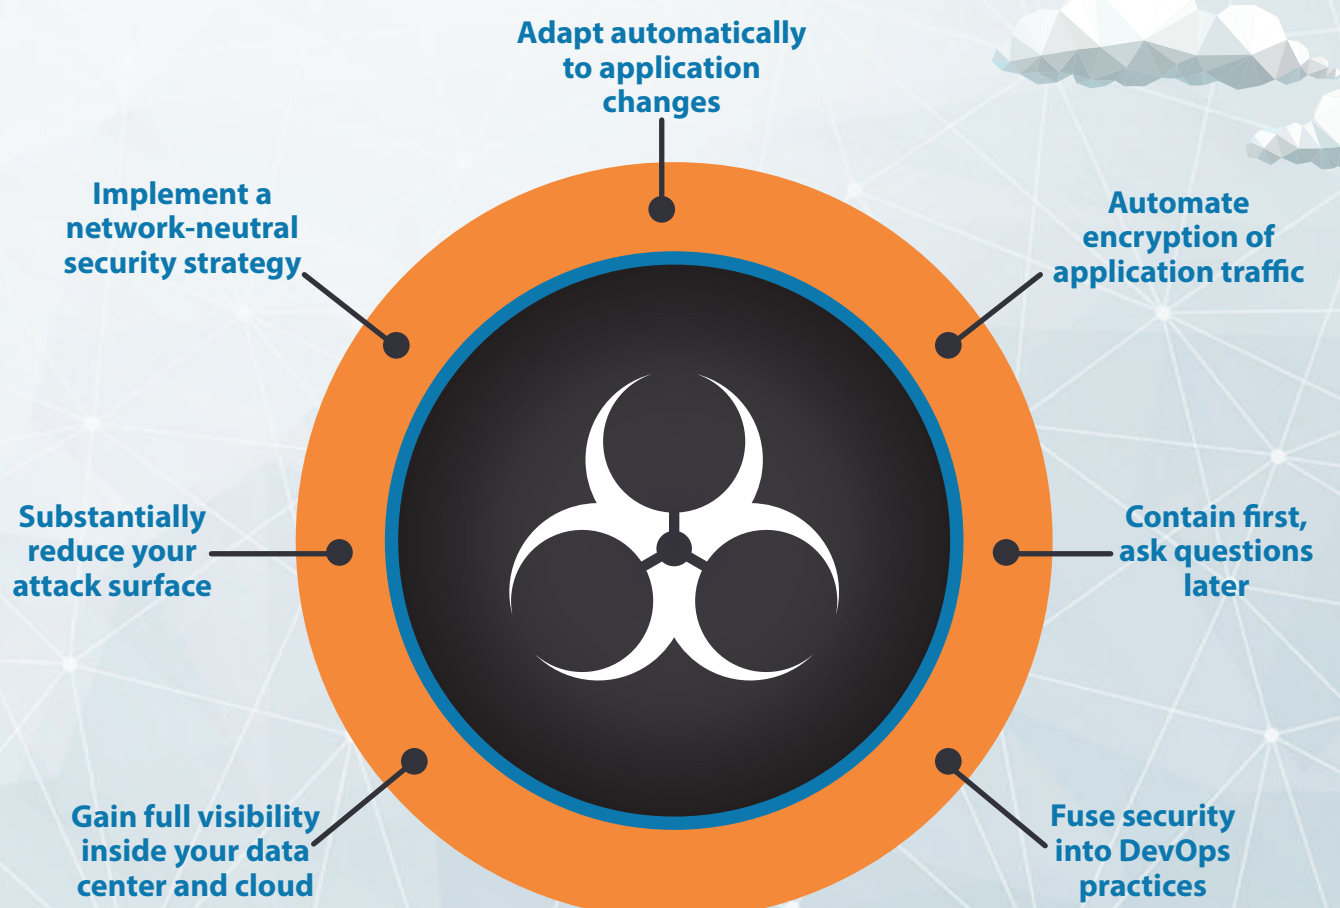 Adapt automatically
to application
changes
Automate
encryption of
application traffic
Contain first,
ask questions
later
Fuse security
into DevOps
practices
Gain full visibility
inside your data
center and cloud
Substantially
reduce your
attack surface
Implement a
network-neutral
security strategy